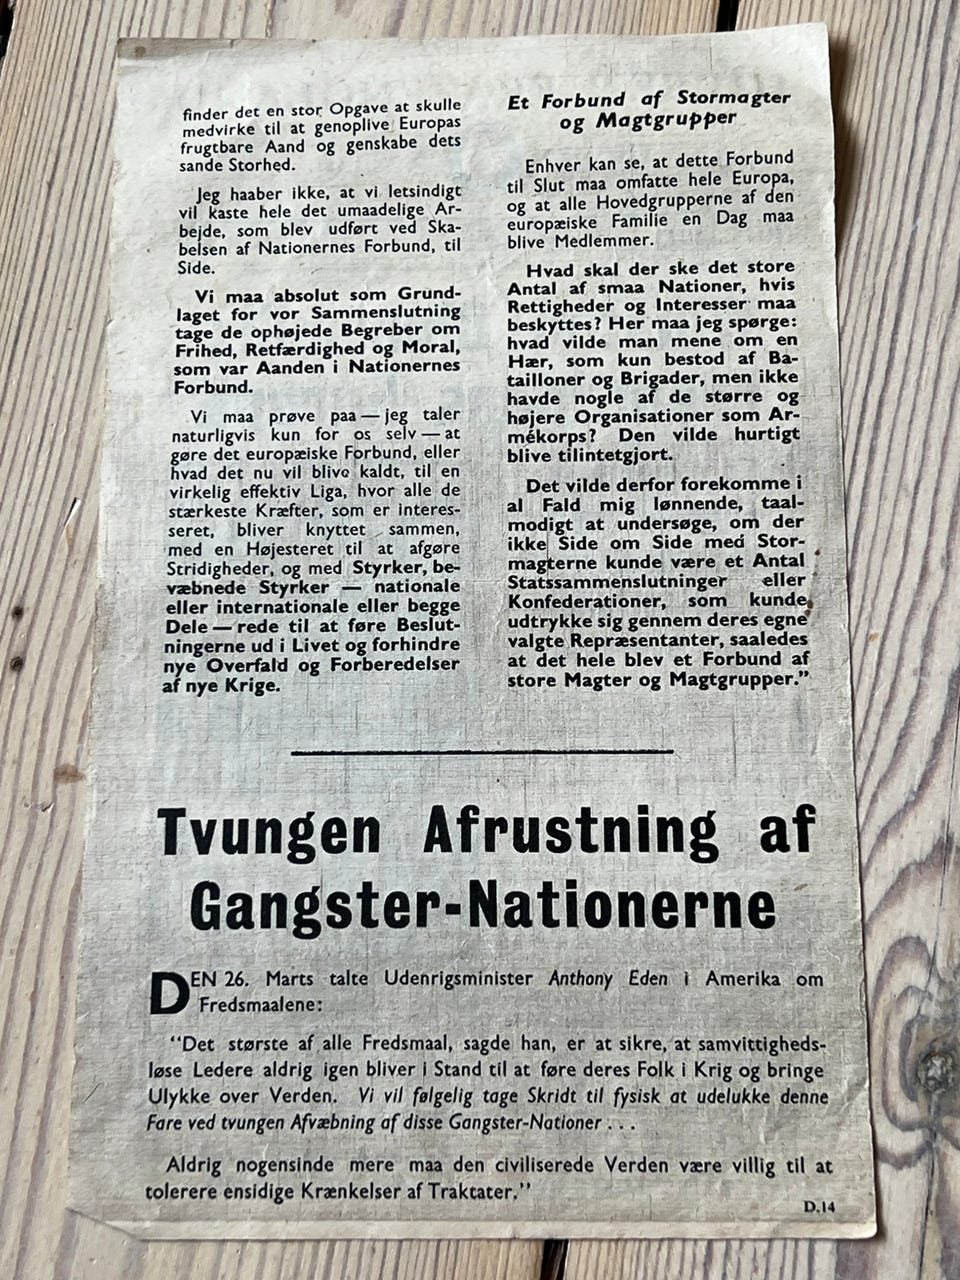 finder det en stor Opgave at skulle
medvirke til at genoplive Europas
frugtbare Aand og genskabe dets
sande Storhed.
Jeg haaber ikke, at vi letsindigt
vil kaste hele det umaadelige Ar-
bejde, som blev udført ved Ska-
belsen af Nationernes Forbund, til
Side.
Vi maa absolut som Grund-
laget for vor Sammenslutning
tage de ophøjede Begreber om
Frihed, Retfærdighed og Moral,
som var Aanden i Nationernes
Forbund.
Vi maa prøve paa — jeg taler
naturligvis kun for os selv — at
gøre det europæiske Forbund, eller
hvad det nu vil blive kaldt, til en
virkelig effektiv Liga, hvor alle de
stærkeste Kræfter, som er interes-
seret, bliver knyttet sammen,
med en Højesteret til at afgøre
Stridigheder, og med Styrker, be-
væbnede Styrker — nationale
eller internationale eller begge
Dele — rede til at føre Beslut-
ningerne ud i Livet og forhindre
nye Overfald og Forberedelser
af nye Krige.
Et Forbund af Stormagter
og Magtgrupper
Enhver kan se, at dette Forbund
til Slut maa omfatte hele Europa,
og at alle Hovedgrupperne af den
europæiske Familie en Dag maa
blive Medlemmer.
Hvad skal der ske det store
Antal af smaa Nationer, hvis
Rettigheder og Interesser maa
beskyttes? Her maa jeg spørge:
hvad vilde man mene om en
Hær, som kun bestod af Ba-
tailloner og Brigader, men ikke
havde nogle af de større og
højere Organisationer som Ar-
mékorps? Den vilde hurtigt
blive tilintetgjort.
Det vilde derfor forekomme i
al Fald mig lønnende, taal-
modigt at undersøge, om der
ikke Side om Side med Stor-
magterne kunde være et Antal
Statssammenslutninger eller
Konfederationer, som kunde
udtrykke sig gennem deres egne
valgte Repræsentanter, saaledes
at det hele blev et Forbund af
store Magter og Magtgrupper."
Tvungen Afrustning af
Gangster-Nationerne
DEN 26. Marts talte Udenrigsminister Anthony Eden i Amerika om
Fredsmaalene:
"Det største af alle Fredsmaal, sagde han, er at sikre, at samvittigheds-
løse Ledere aldrig igen bliver i Stand til at føre deres Folk i Krig og bringe
Ulykke over Verden. Vi vil følgelig tage Skridt til fysisk at udelukke denne
Fare ved tvungen Afvæbning af disse Gangster-Nationer . . .
Aldrig nogensinde mere maa den civiliserede Verden være villig til at
tolerere ensidige Krænkelser af Traktater."
D.14